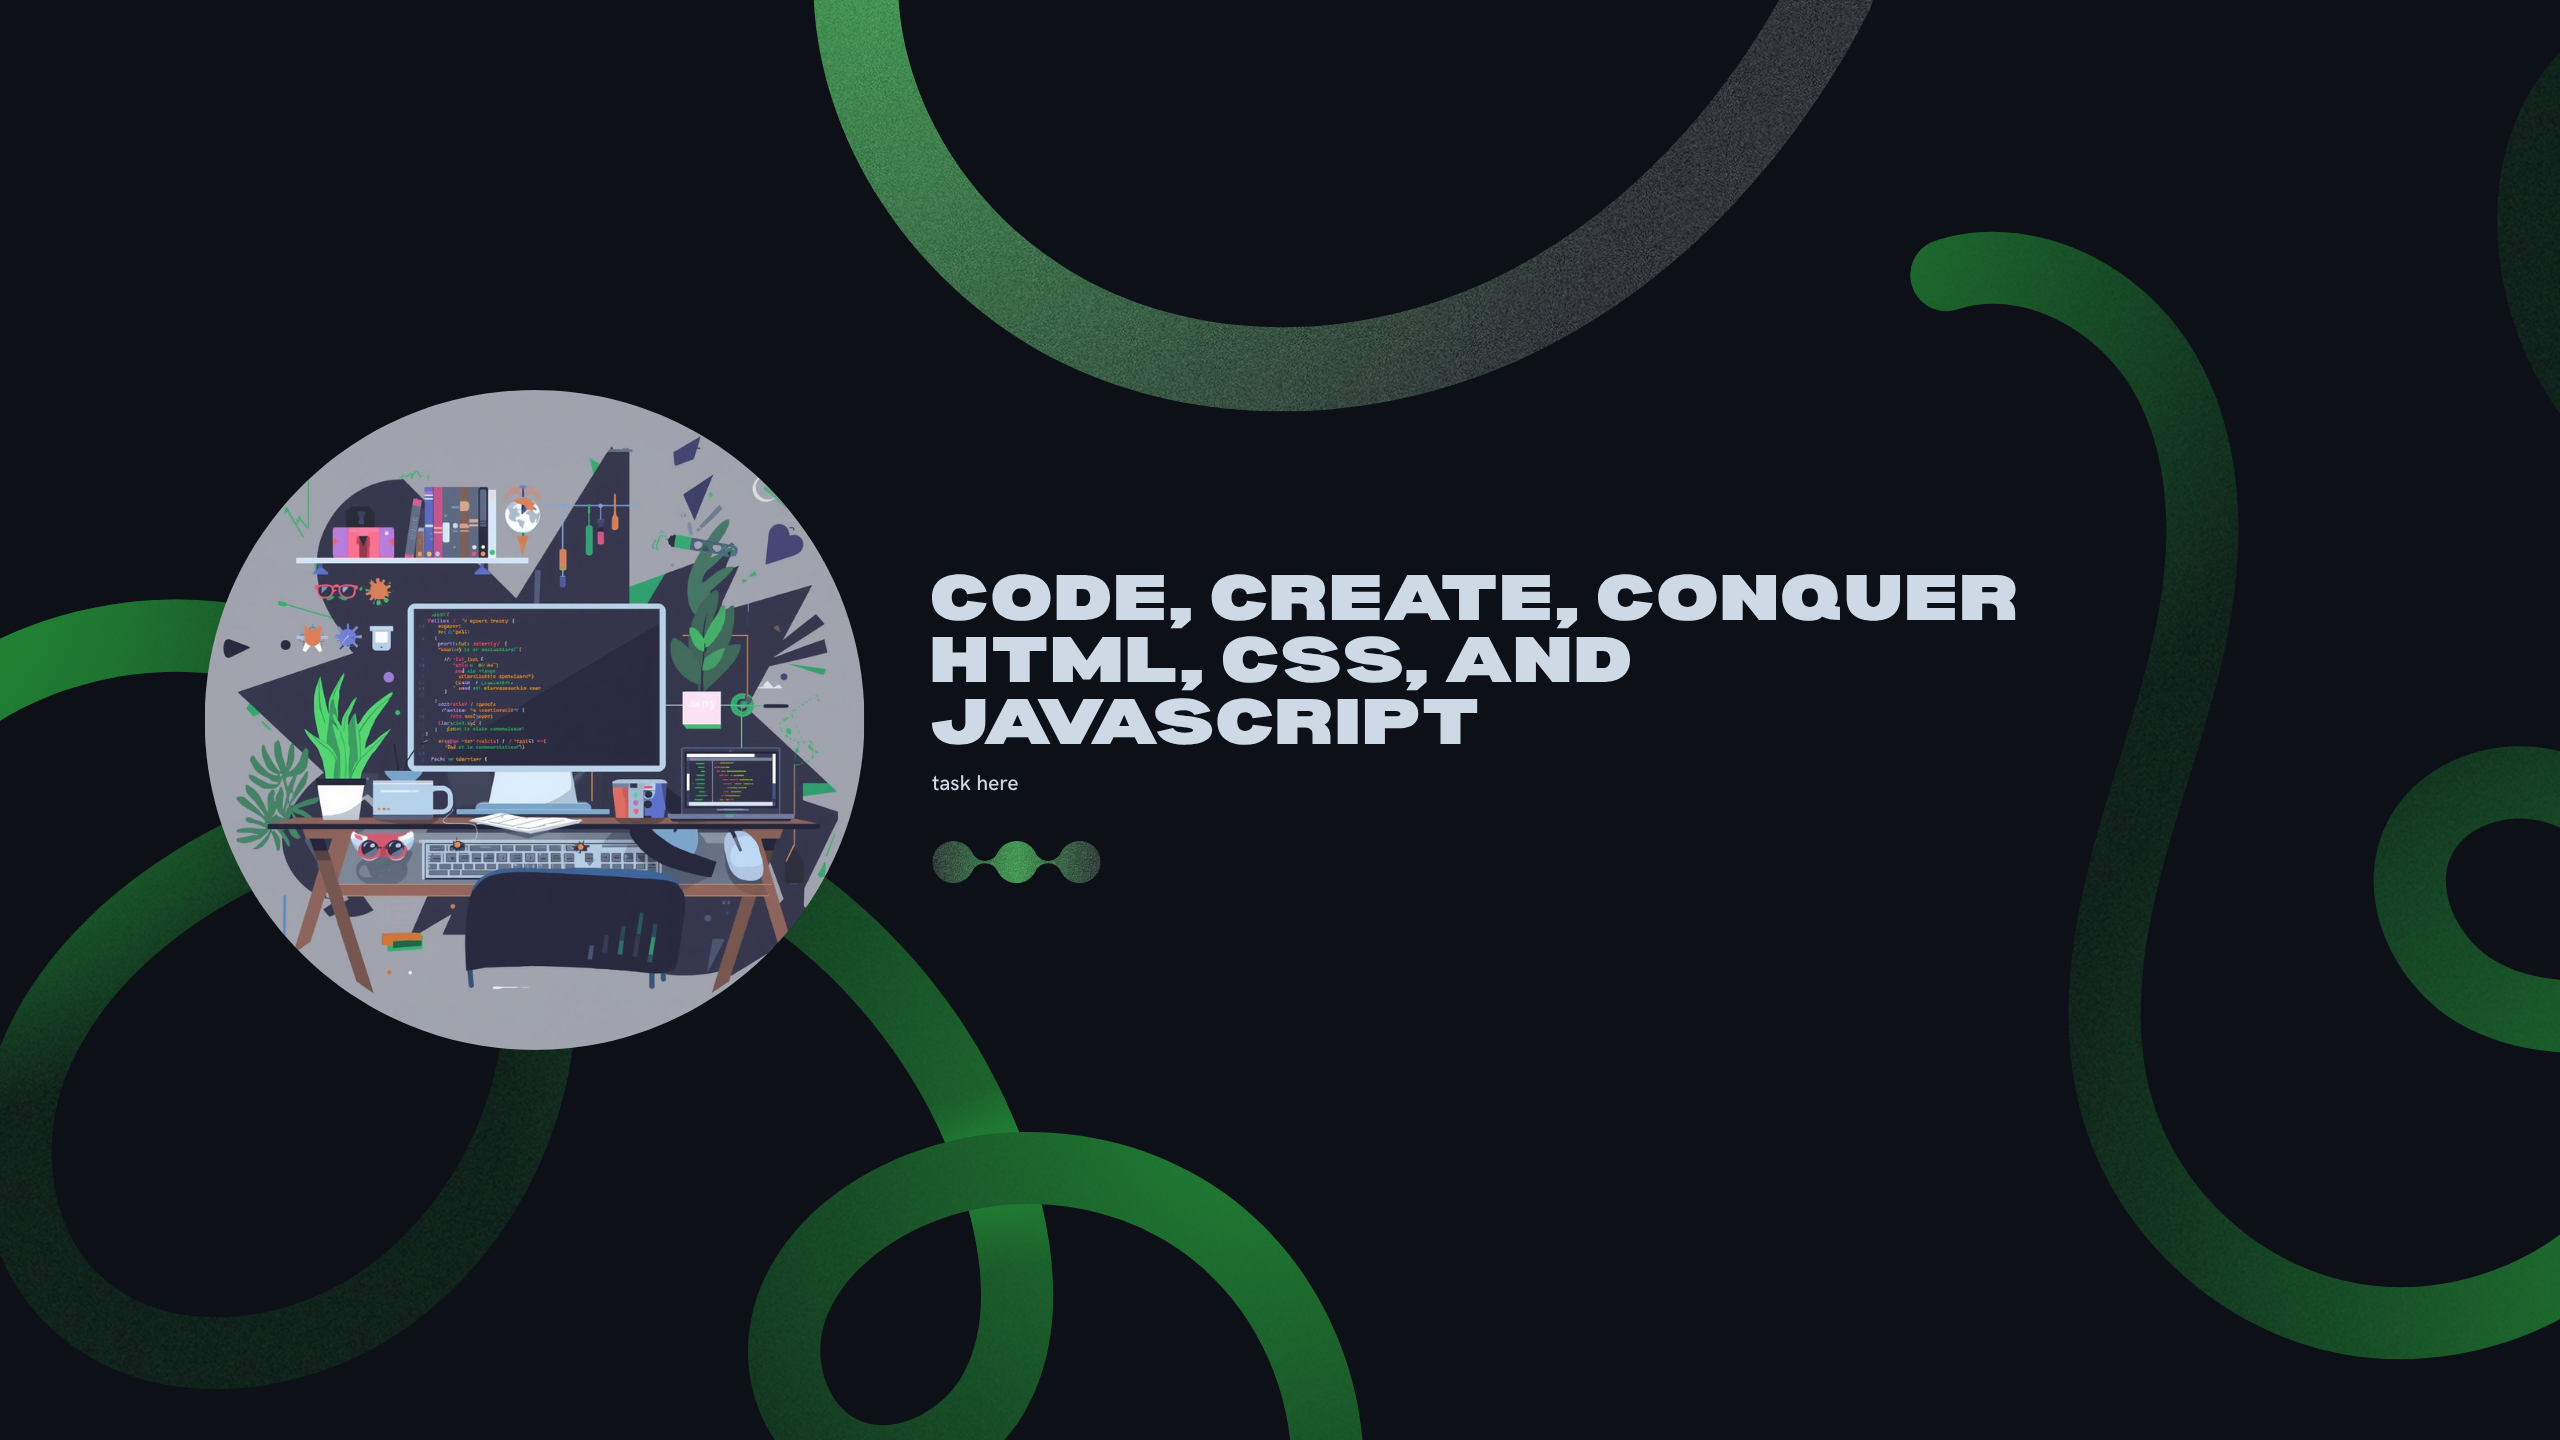 CODE, CREATE, CONQUER
HTML, CSS, AND
JAVASCRIPT
task here